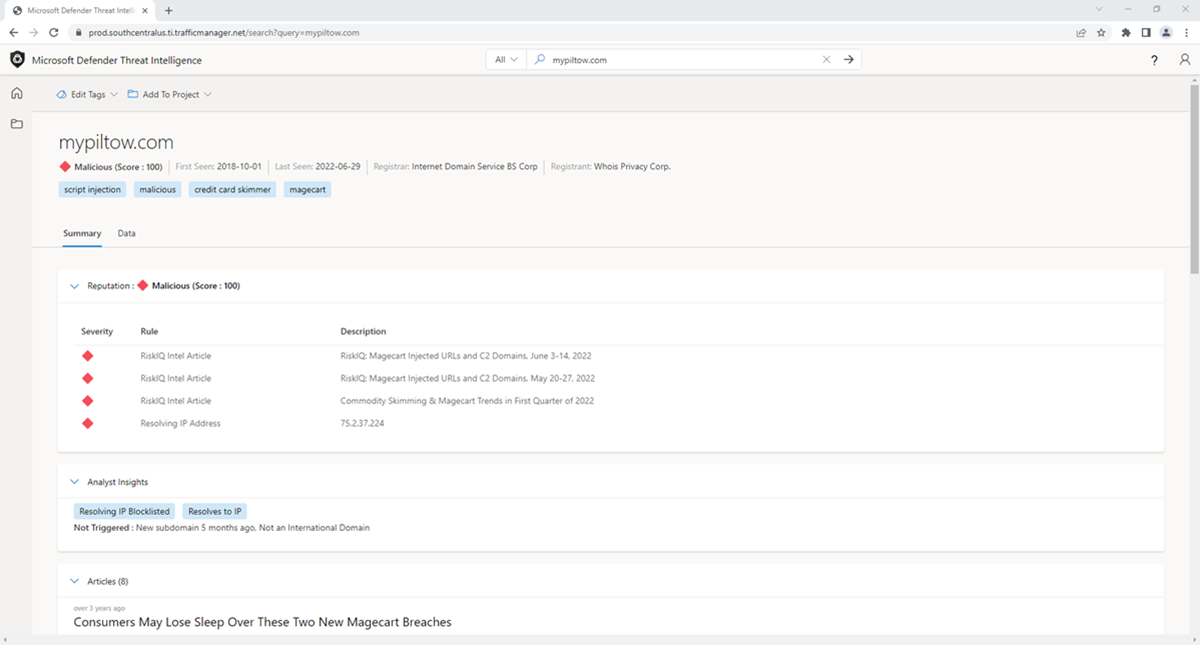 Microsoft Defender Threat Intelli
prod.southcentralus.ti.trafficmanager.net/search?query=mypiltow.com
Microsoft Defender Threat Intelligence
All
mypiltow.com
?
Edit Tags
Add To Project
mypiltow.com
Malicious (Score : 100) First Seen: 2018-10-01 Last Seen: 2022-06-29 Registrar: Internet Domain Service BS Corp Registrant: Whois Privacy Corp.
script injection malicious credit card skimmer magecart
Summary Data
Reputation : Malicious (Score : 100)
Severity Rule Description
RiskIQ Intel Article RiskIQ: Magecart Injected URLs and C2 Domains, June 3-14, 2022
RiskIQ Intel Article RiskIQ: Magecart Injected URLs and C2 Domains, May 20-27, 2022
RiskIQ Intel Article Commodity Skimming & Magecart Trends in First Quarter of 2022
Resolving IP Address 75.2.37.224
Analyst Insights
Resolving IP Blocklisted Resolves to IP
Not Triggered : New subdomain 5 months ago, Not an International Domain
Articles (8)
over 3 years ago
Consumers May Lose Sleep Over These Two New Magecart Breaches